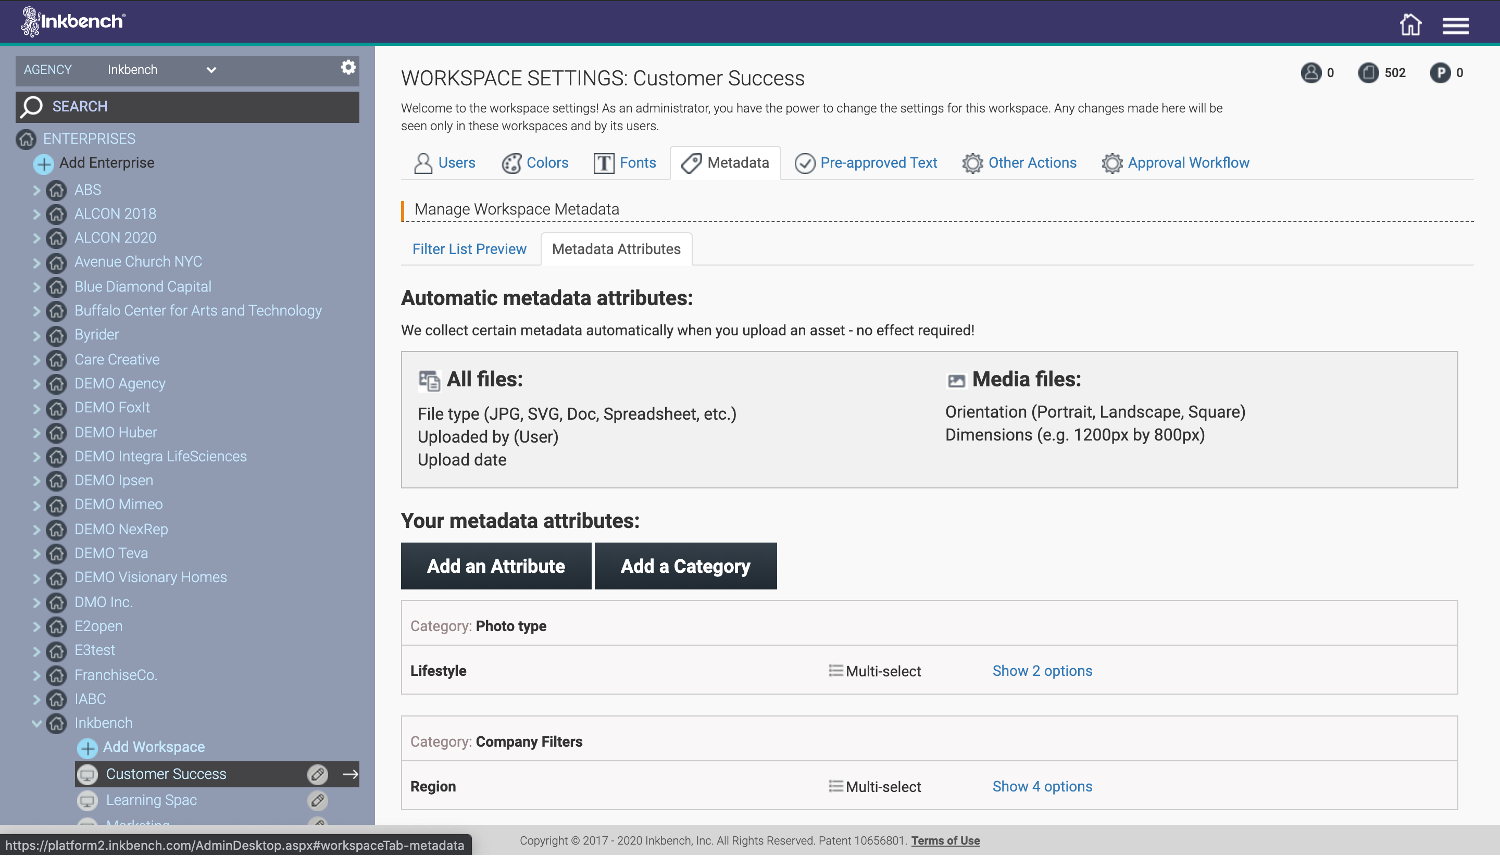 Inkbench
AGENCY Inkbench
SEARCH
ENTERPRISES
Add Enterprise
ABS
ALCON 2018
ALCON 2020
Avenue Church NYC
Blue Diamond Capital
Buffalo Center for Arts and Technology
Byrider
Care Creative
DEMO Agency
DEMO FoxIt
DEMO Huber
DEMO Integra LifeSciences
DEMO Ipsen
DEMO Mimeo
DEMO NexRep
DEMO Teva
DEMO Visionary Homes
DMO Inc.
E2open
E3test
FranchiseCo.
IABC
Inkbench
Add Workspace
Customer Success
Learning Spac
Marketing
https://platform2.inkbench.com/AdminDesktop.aspx#workspaceTab-metadata
WORKSPACE SETTINGS: Customer Success
0 502 P 0
Welcome to the workspace settings! As an administrator, you have the power to change the settings for this workspace. Any changes made here will be
seen only in these workspaces and by its users.
Users Colors T Fonts Metadata Pre-approved Text Other Actions Approval Workflow
Manage Workspace Metadata
Filter List Preview Metadata Attributes
Automatic metadata attributes:
We collect certain metadata automatically when you upload an asset - no effect required!
All files:
File type (JPG, SVG, Doc, Spreadsheet, etc.)
Uploaded by (User)
Upload date
Media files:
Orientation (Portrait, Landscape, Square)
Dimensions (e.g. 1200px by 800px)
Your metadata attributes:
Add an Attribute Add a Category
Category: Photo type
Lifestyle Multi-select Show 2 options
Category: Company Filters
Region Multi-select Show 4 options
Copyright © 2017 - 2020 Inkbench, Inc. All Rights Reserved. Patent 10656801. Terms of Use